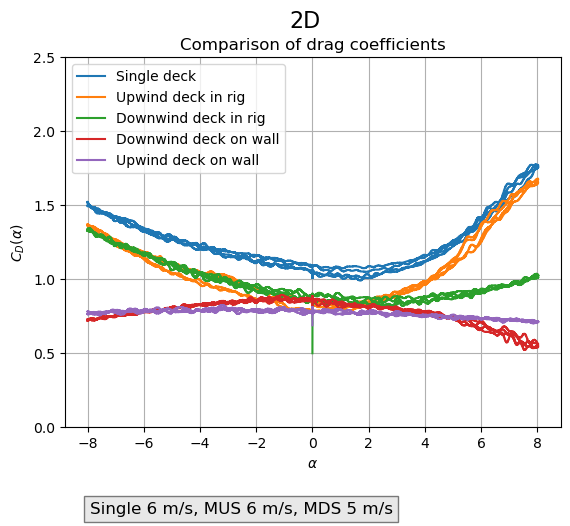 2D
Comparison of drag coefficients
Single deck
Upwind deck in rig
Downwind deck in rig
Downwind deck on wall
Upwind deck on wall
2.5
2.0
1.5
1.0
0.5
0.0
C_D(α)
−8 −6 −4 −2 0 2 4 6 8
α
Single 6 m/s, MUS 6 m/s, MDS 5 m/s